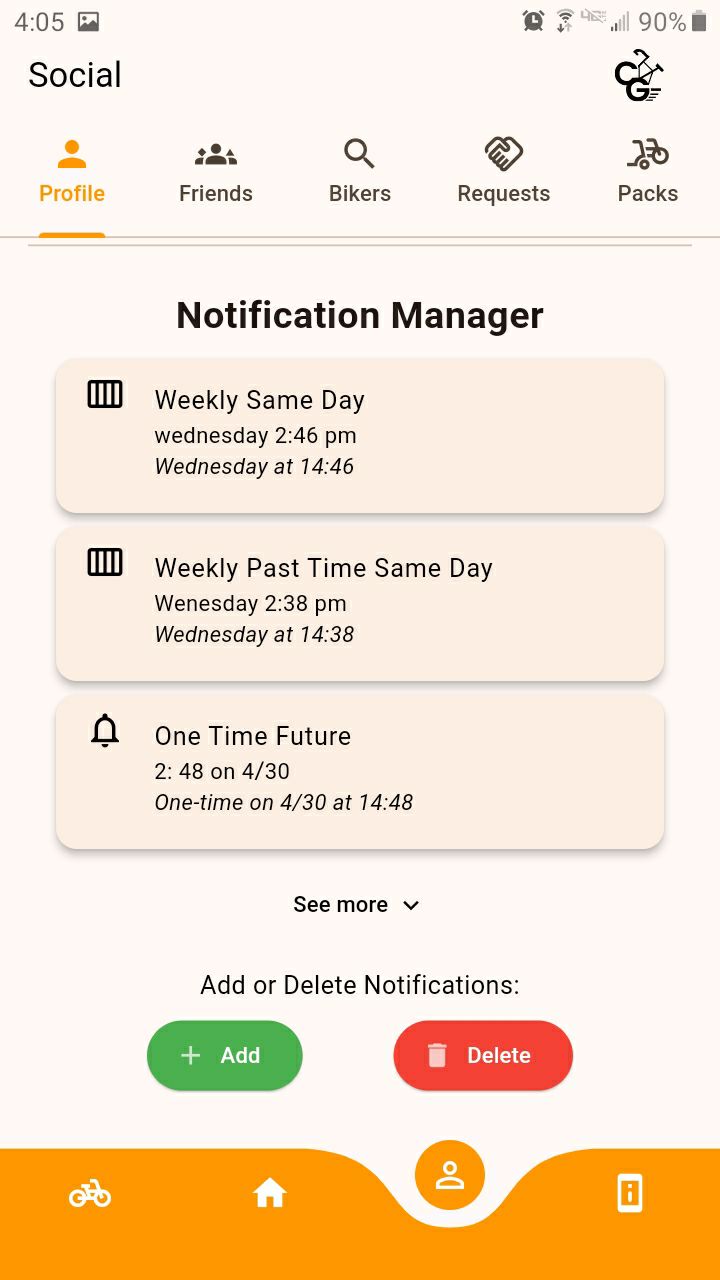 4:05
90%
Social
CG
Profile
Friends
Bikers
Requests
Packs
Notification Manager
Weekly Same Day
wednesday 2:46 pm
Wednesday at 14:46
Weekly Past Time Same Day
Wenesday 2:38 pm
Wednesday at 14:38
One Time Future
2: 48 on 4/30
One-time on 4/30 at 14:48
See more
Add or Delete Notifications:
Add
Delete